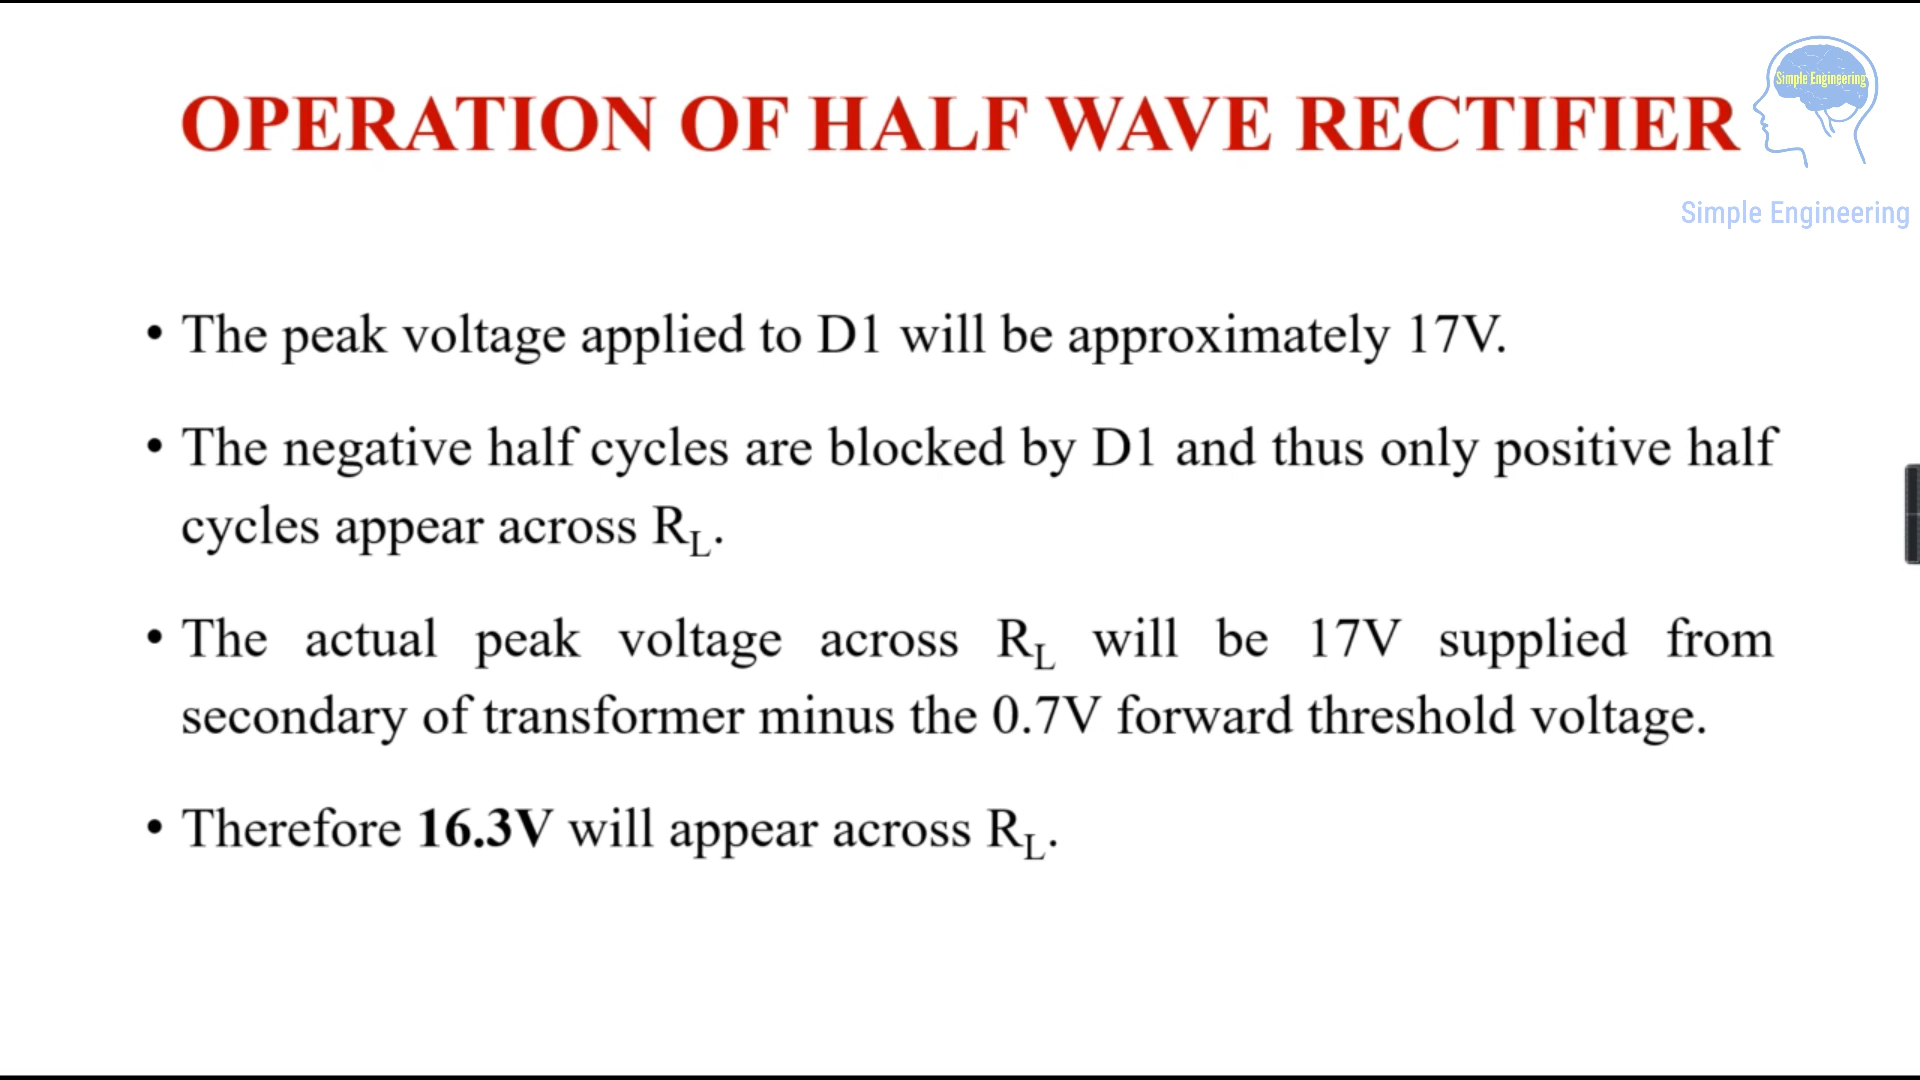 Simple Engineering
OPERATION OF HALF WAVE RECTIFIER
Simple Engineering
• The peak voltage applied to D1 will be approximately 17V.
• The negative half cycles are blocked by D1 and thus only positive half
cycles appear across R_L.
• The actual peak voltage across R_L will be 17V supplied from
secondary of transformer minus the 0.7V forward threshold voltage.
• Therefore 16.3V will appear across R_L.